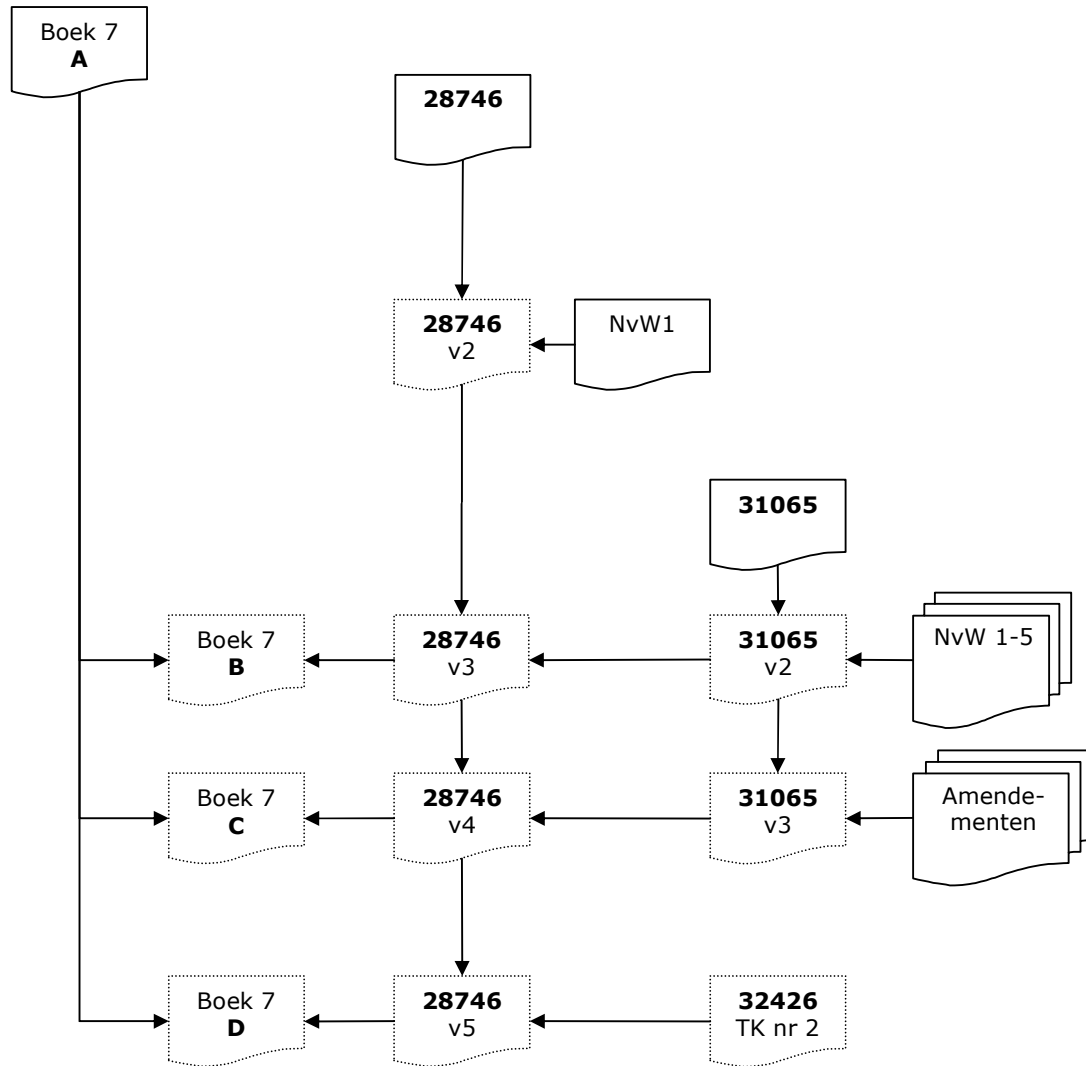 Boek 7
A
28746
28746
v2
NvW1
31065
Boek 7
B
28746
v3
31065
v2
NvW 1-5
Boek 7
C
28746
v4
31065
v3
Amende-
menten
Boek 7
D
28746
v5
32426
TK nr 2